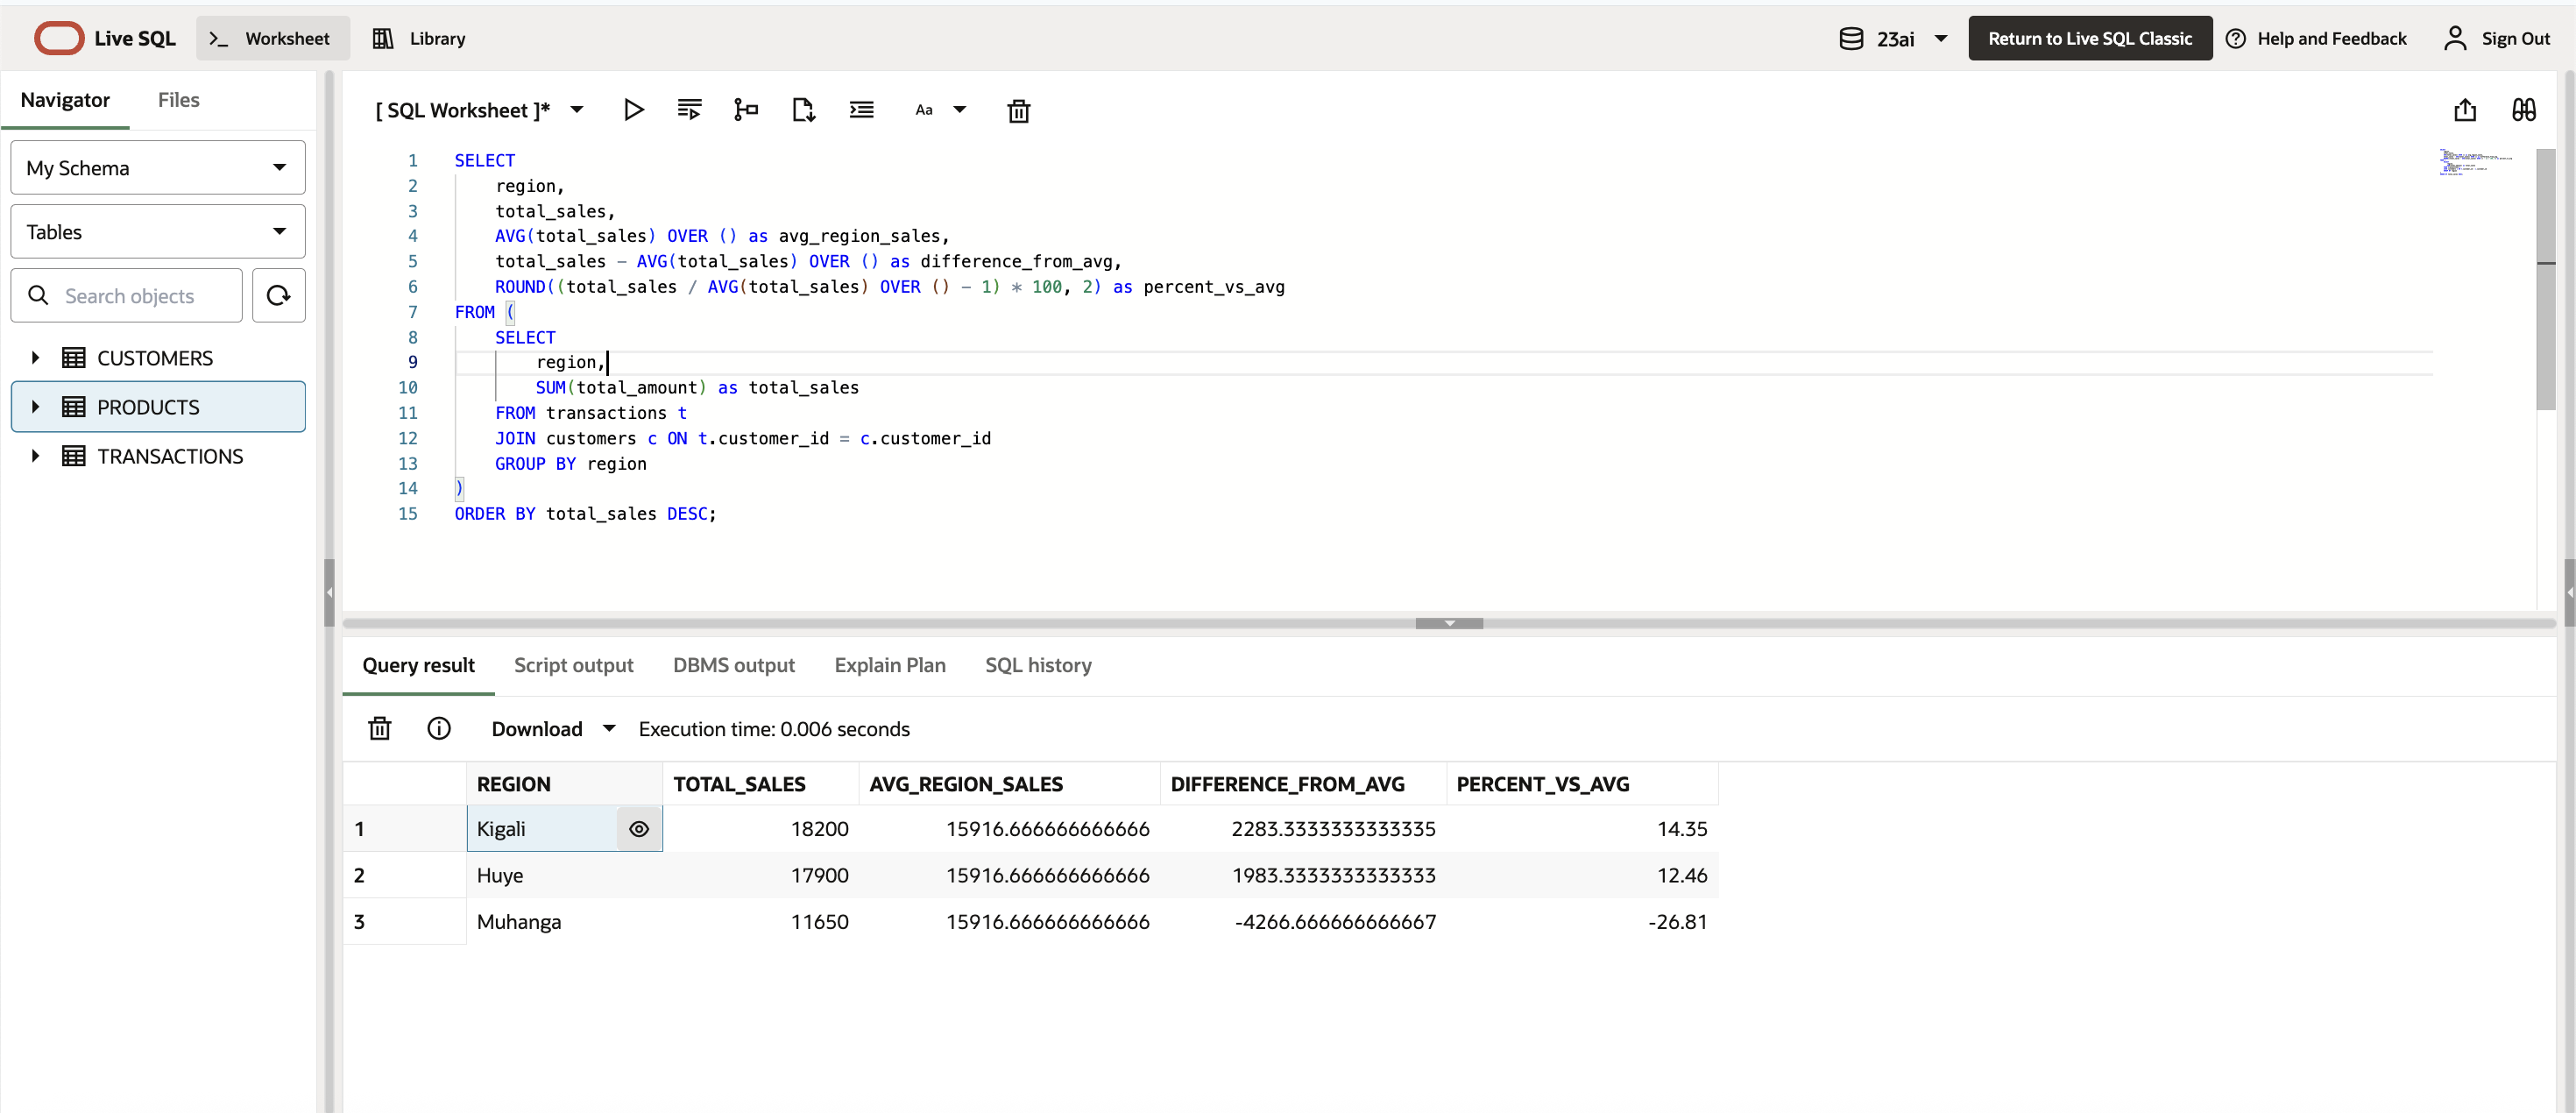 Live SQL Worksheet Library 23ai Return to Live SQL Classic Help and Feedback Sign Out
Navigator Files
My Schema
Tables
Search objects
CUSTOMERS
PRODUCTS
TRANSACTIONS
[ SQL Worksheet ]* Aa
1 SELECT
2 region,
3 total_sales,
4 AVG(total_sales) OVER () as avg_region_sales,
5 total_sales - AVG(total_sales) OVER () as difference_from_avg,
6 ROUND((total_sales / AVG(total_sales) OVER () - 1) * 100, 2) as percent_vs_avg
7 FROM (
8 SELECT
9 region,
10 SUM(total_amount) as total_sales
11 FROM transactions t
12 JOIN customers c ON t.customer_id = c.customer_id
13 GROUP BY region
14 )
15 ORDER BY total_sales DESC;
Query result Script output DBMS output Explain Plan SQL history
Download Execution time: 0.006 seconds
REGION TOTAL_SALES AVG_REGION_SALES DIFFERENCE_FROM_AVG PERCENT_VS_AVG
1 Kigali 18200 15916.666666666666 2283.3333333333335 14.35
2 Huye 17900 15916.666666666666 1983.3333333333333 12.46
3 Muhanga 11650 15916.666666666666 -4266.666666666667 -26.81